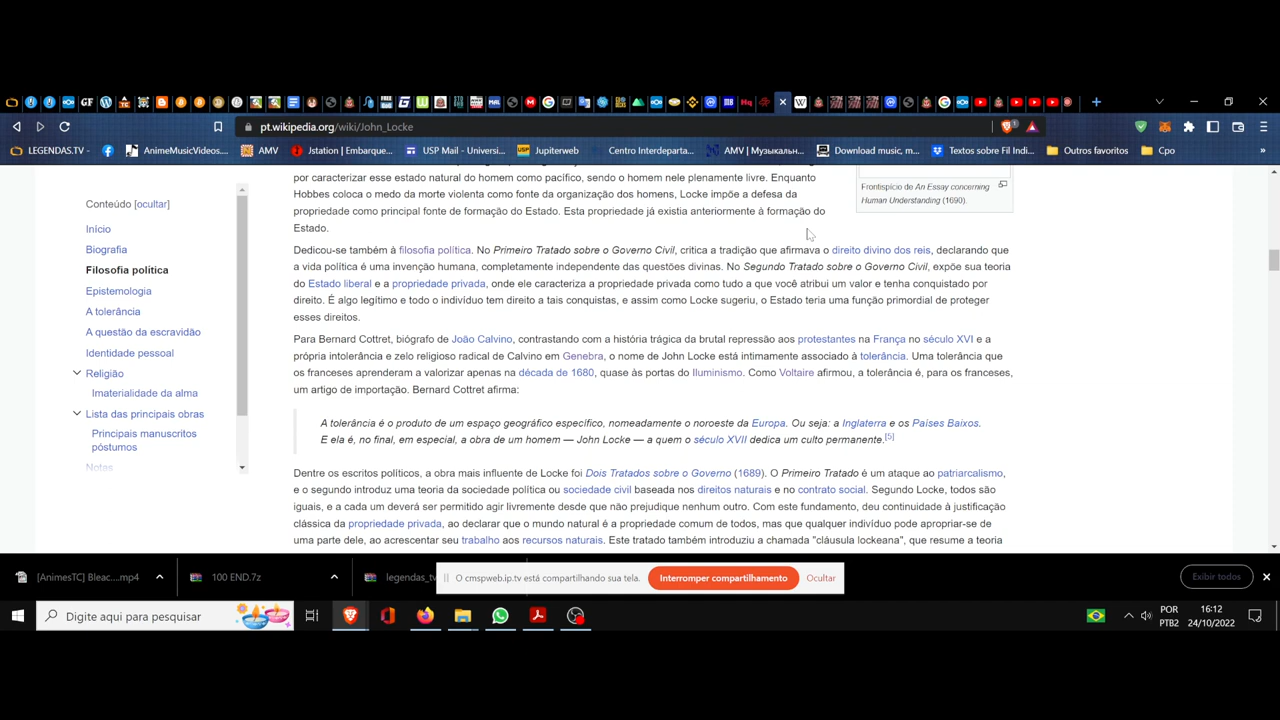 GF
pt.wikipedia.org/wiki/John_Locke
LEGENDAS.TV -
AnimeMusicVideos...
AMV
Jstation | Embarque...
USP Mail - Universi...
Jupiterweb
Centro Interdeparta...
AMV | Музыкальн...
Download music, m...
Textos sobre Fil Indi...
Outros favoritos
Cpo
Conteúdo [ocultar]
Início
Biografia
Filosofia política
Epistemologia
A tolerância
A questão da escravidão
Identidade pessoal
Religião
Imaterialidade da alma
Lista das principais obras
Principais manuscritos
póstumos
Notas
por caracterizar esse estado natural do homem como pacífico, sendo o homem nele plenamente livre. Enquanto
Hobbes coloca o medo da morte violenta como fonte da organização dos homens, Locke impõe a defesa da
propriedade como principal fonte de formação do Estado. Esta propriedade já existia anteriormente à formação do
Estado.
Frontispício de An Essay concerning
Human Understanding (1690).
Dedicou-se também à filosofia política. No Primeiro Tratado sobre o Governo Civil, critica a tradição que afirmava o direito divino dos reis, declarando que
a vida política é uma invenção humana, completamente independente das questões divinas. No Segundo Tratado sobre o Governo Civil, expõe sua teoria
do Estado liberal e a propriedade privada, onde ele caracteriza a propriedade privada como tudo a que você atribui um valor e tenha conquistado por
direito. É algo legítimo e todo o indivíduo tem direito a tais conquistas, e assim como Locke sugeriu, o Estado teria uma função primordial de proteger
esses direitos.
Para Bernard Cottret, biógrafo de João Calvino, contrastando com a história trágica da brutal repressão aos protestantes na França no século XVI e a
própria intolerância e zelo religioso radical de Calvino em Genebra, o nome de John Locke está intimamente associado à tolerância. Uma tolerância que
os franceses aprenderam a valorizar apenas na década de 1680, quase às portas do Iluminismo. Como Voltaire afirmou, a tolerância é, para os franceses,
um artigo de importação. Bernard Cottret afirma:
A tolerância é o produto de um espaço geográfico específico, nomeadamente o noroeste da Europa. Ou seja: a Inglaterra e os Países Baixos.
E ela é, no final, em especial, a obra de um homem — John Locke — a quem o século XVII dedica um culto permanente.[5]
Dentre os escritos políticos, a obra mais influente de Locke foi Dois Tratados sobre o Governo (1689). O Primeiro Tratado é um ataque ao patriarcalismo,
e o segundo introduz uma teoria da sociedade política ou sociedade civil baseada nos direitos naturais e no contrato social. Segundo Locke, todos são
iguais, e a cada um deverá ser permitido agir livremente desde que não prejudique nenhum outro. Com este fundamento, deu continuidade à justificação
clássica da propriedade privada, ao declarar que o mundo natural é a propriedade comum de todos, mas que qualquer indivíduo pode apropriar-se de
uma parte dele, ao acrescentar seu trabalho aos recursos naturais. Este tratado também introduziu a chamada "cláusula lockeana", que resume a teoria
[AnimesTC] Bleac....mp4
100 END.7z
legendas_tv
O cmspweb.ip.tv está compartilhando sua tela.
Interromper compartilhamento
Ocultar
Exibir todos
Digite aqui para pesquisar
POR
PTB2
16:12
24/10/2022